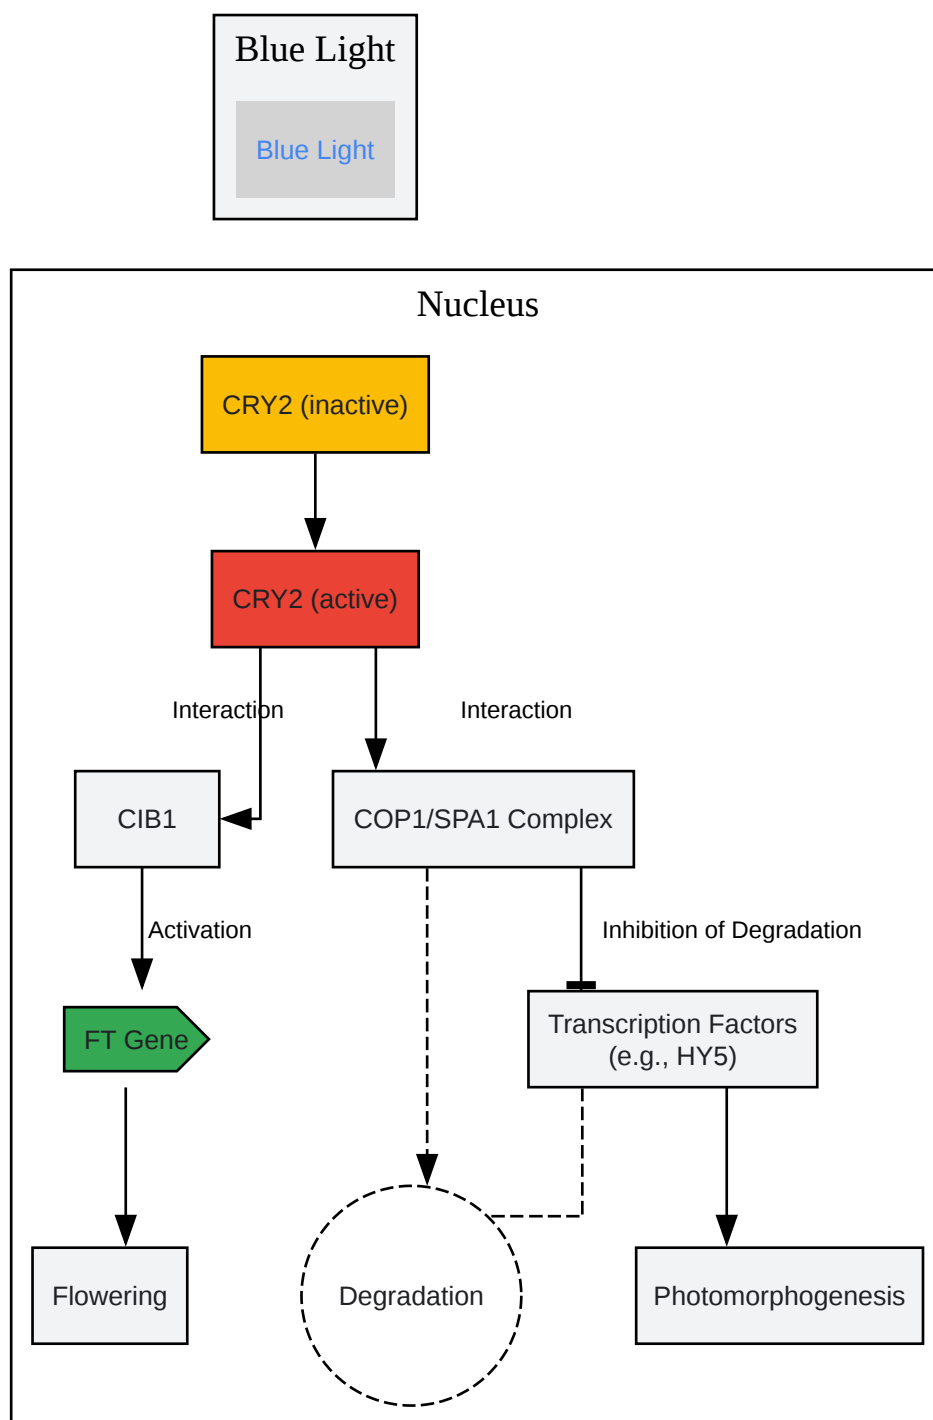 Blue Light
Blue Light
Nucleus
CRY2 (inactive)
CRY2 (active)
Interaction
Interaction
CIB1
COP1/SPA1 Complex
Activation
Inhibition of Degradation
FT Gene
Transcription Factors
(e.g., HY5)
Flowering
Degradation
Photomorphogenesis